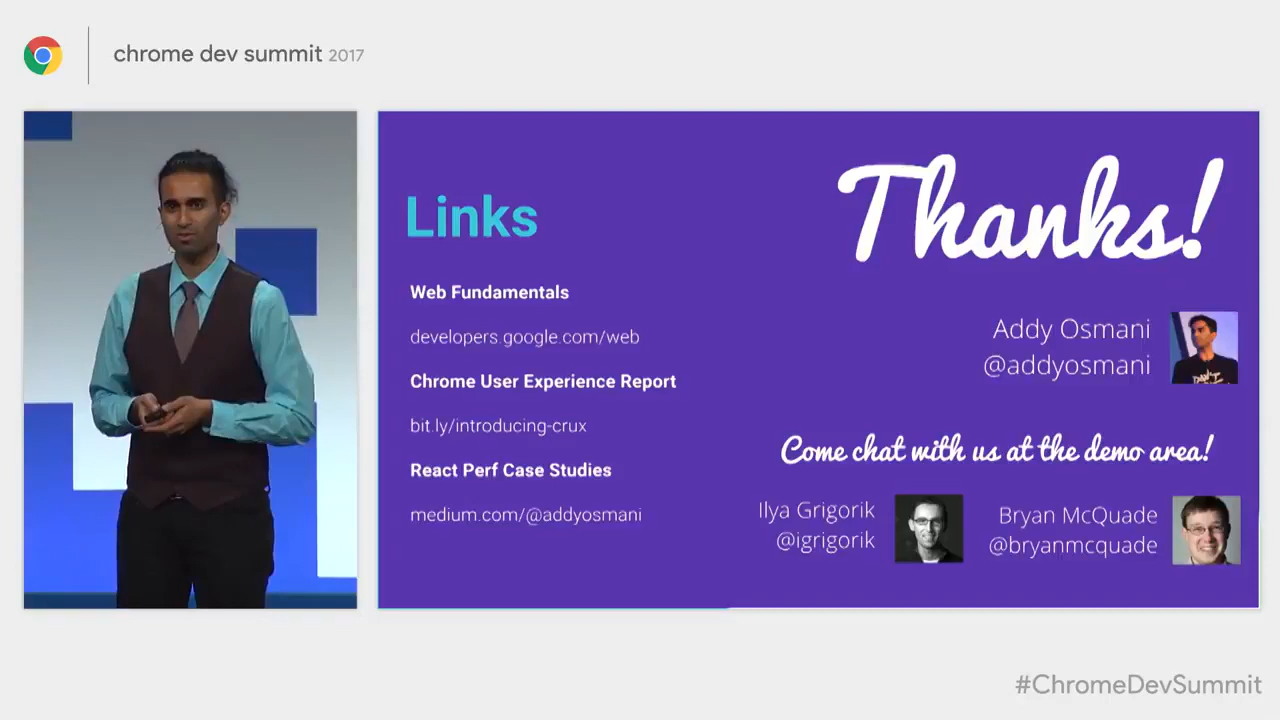 chrome dev summit 2017
Links
Web Fundamentals
developers.google.com/web
Chrome User Experience Report
bit.ly/introducing-crux
React Perf Case Studies
medium.com/@addyosmani
Thanks!
Addy Osmani
@addyosmani
Come chat with us at the demo area!
Ilya Grigorik
@igrigorik
Bryan McQuade
@bryanmcquade
#ChromeDevSummit